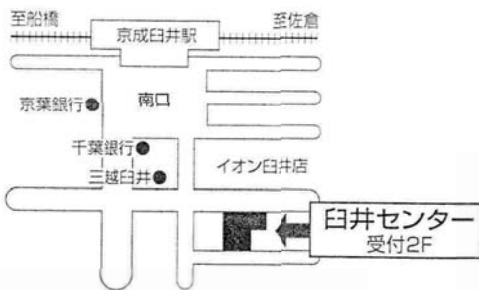 至船橋
京成臼井駅
至佐倉
京葉銀行
南口
千葉銀行
イオン臼井店
三越臼井
臼井センター
受付2F